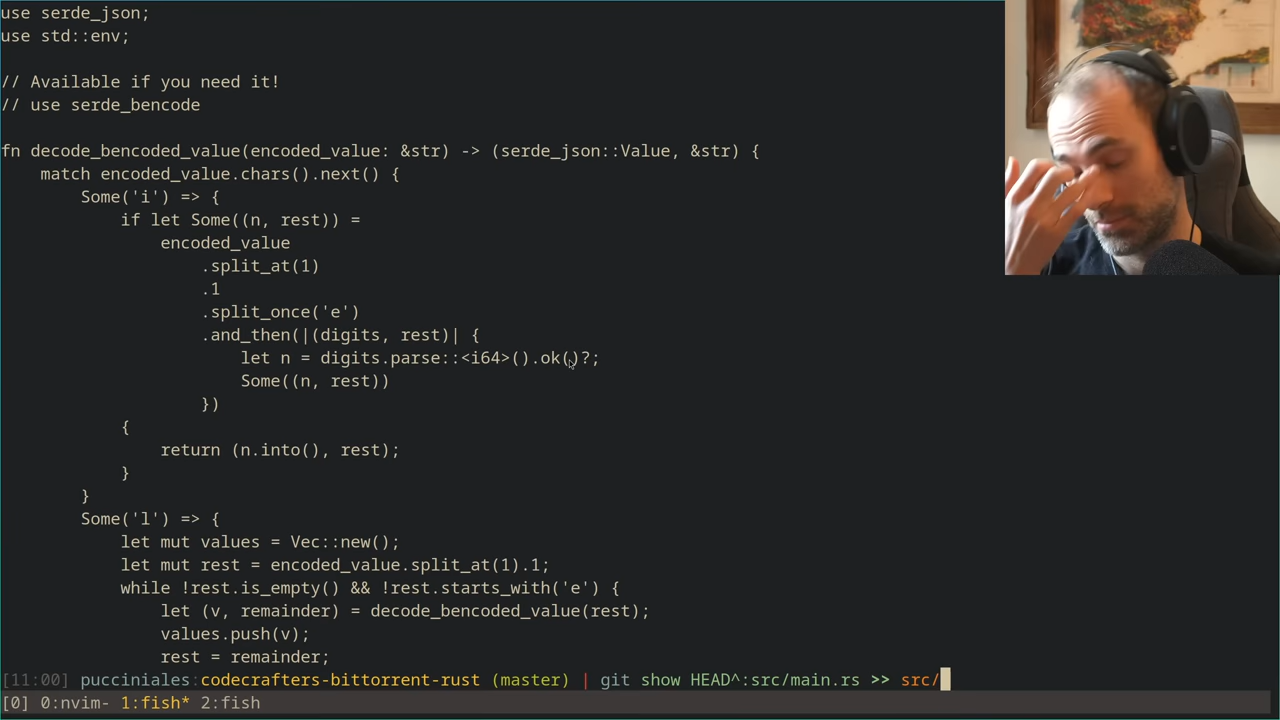 use serde_json;
use std::env;

// Available if you need it!
// use serde_bencode

fn decode_bencoded_value(encoded_value: &str) -> (serde_json::Value, &str) {
    match encoded_value.chars().next() {
        Some('i') => {
            if let Some((n, rest)) =
                encoded_value
                    .split_at(1)
                    .1
                    .split_once('e')
                    .and_then(|(digits, rest)| {
                        let n = digits.parse::<i64>().ok()?;
                        Some((n, rest))
                    })
            {
                return (n.into(), rest);
            }
        }
        Some('l') => {
            let mut values = Vec::new();
            let mut rest = encoded_value.split_at(1).1;
            while !rest.is_empty() && !rest.starts_with('e') {
                let (v, remainder) = decode_bencoded_value(rest);
                values.push(v);
                rest = remainder;
[11:00] pucciniales:codecrafters-bittorrent-rust (master) | git show HEAD^:src/main.rs >> src/
[0] 0:nvim- 1:fish* 2:fish